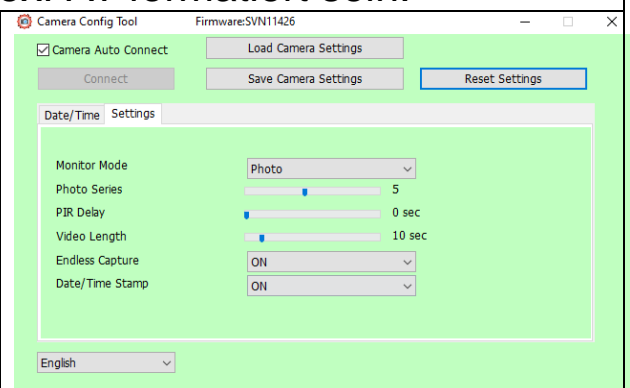 Camera Config Tool Firmware:SVN11426
Camera Auto Connect Load Camera Settings
Connect Save Camera Settings Reset Settings
Date/Time Settings
Monitor Mode Photo
Photo Series 5
PIR Delay 0 sec
Video Length 10 sec
Endless Capture ON
Date/Time Stamp ON
English